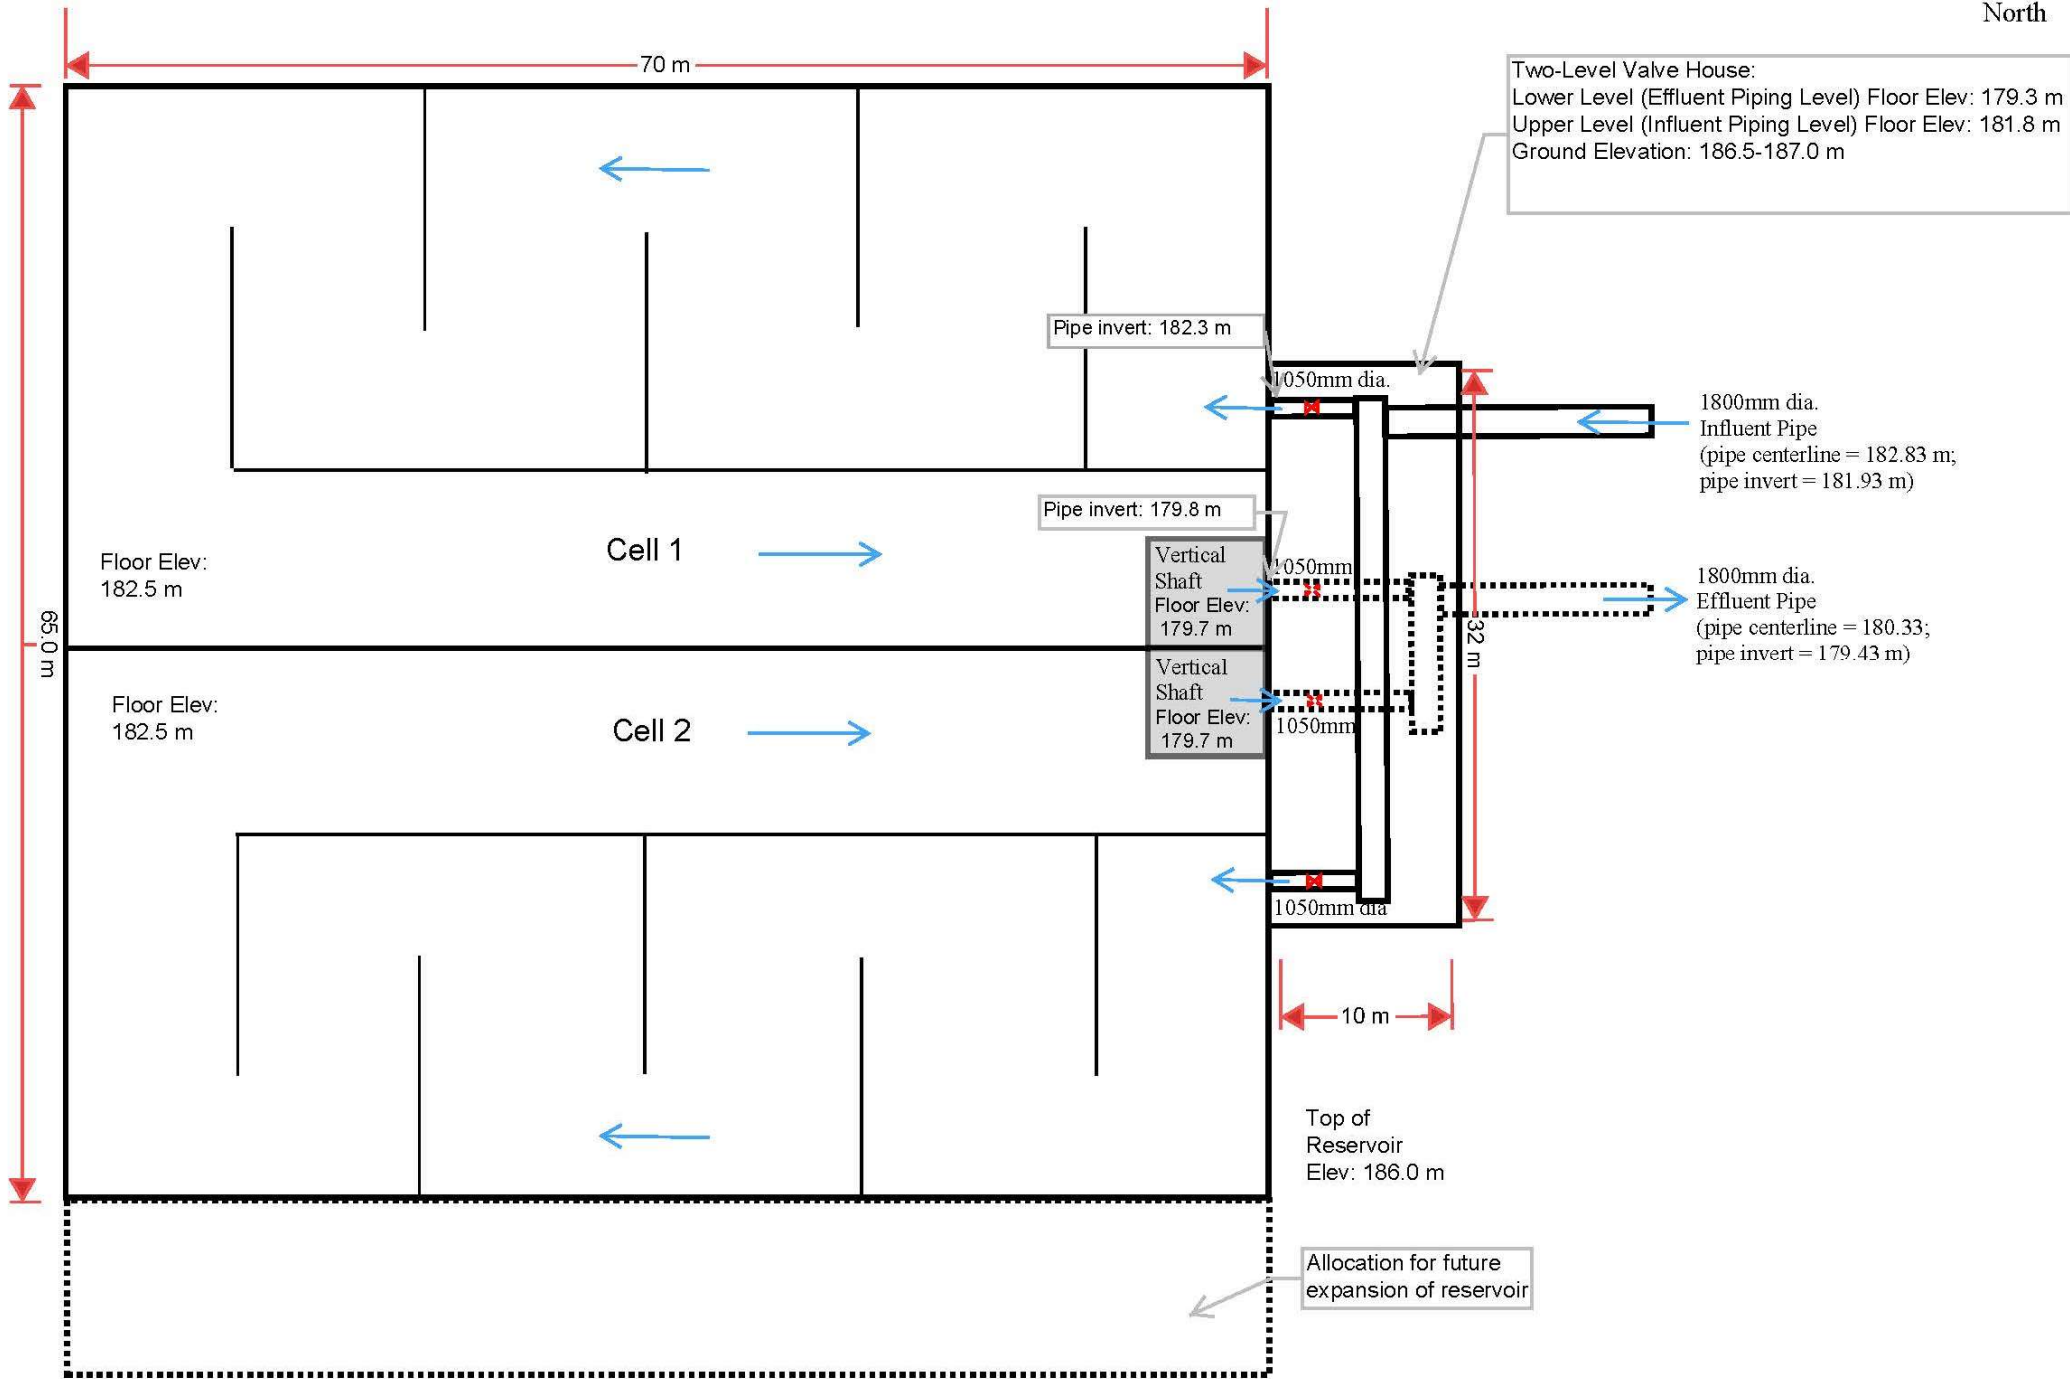 North
70 m
Two-Level Valve House:
Lower Level (Effluent Piping Level) Floor Elev: 179.3 m
Upper Level (Influent Piping Level) Floor Elev: 181.8 m
Ground Elevation: 186.5-187.0 m
Pipe invert: 182.3 m
1050mm dia.
1800mm dia.
Influent Pipe
(pipe centerline = 182.83 m;
pipe invert = 181.93 m)
Pipe invert: 179.8 m
Cell 1
Floor Elev:
182.5 m
Vertical
Shaft
Floor Elev:
179.7 m
1050mm
1800mm dia.
Effluent Pipe
(pipe centerline = 180.33;
pipe invert = 179.43 m)
65.0 m
32 m
Vertical
Shaft
Floor Elev:
179.7 m
1050mm
Floor Elev:
182.5 m
Cell 2
1050mm dia
10 m
Top of
Reservoir
Elev: 186.0 m
Allocation for future
expansion of reservoir